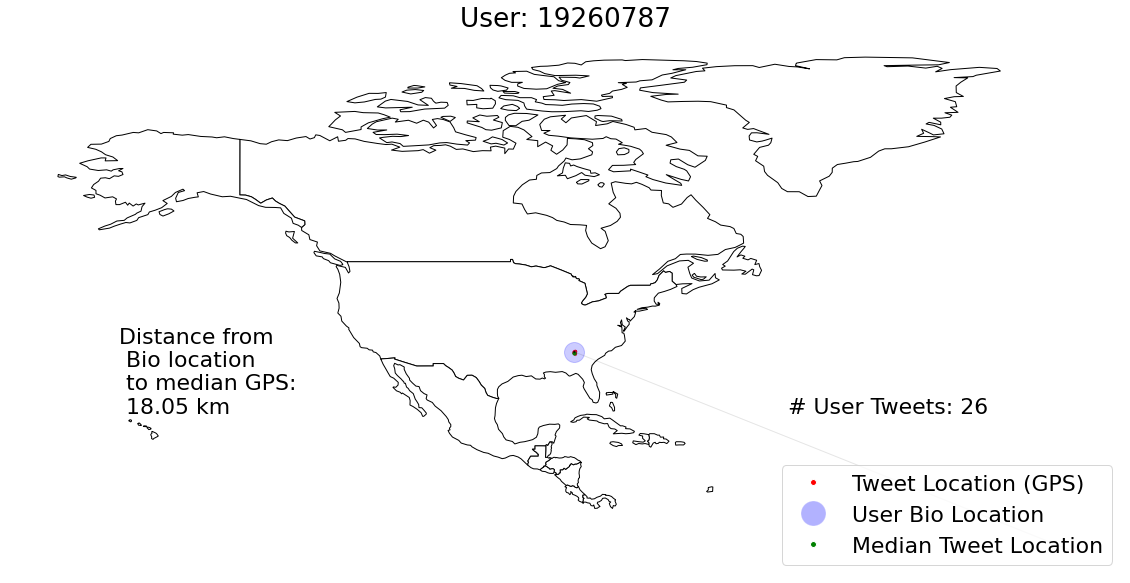 User: 19260787
Distance from
Bio location
to median GPS:
18.05 km
# User Tweets: 26
Tweet Location (GPS)
User Bio Location
Median Tweet Location